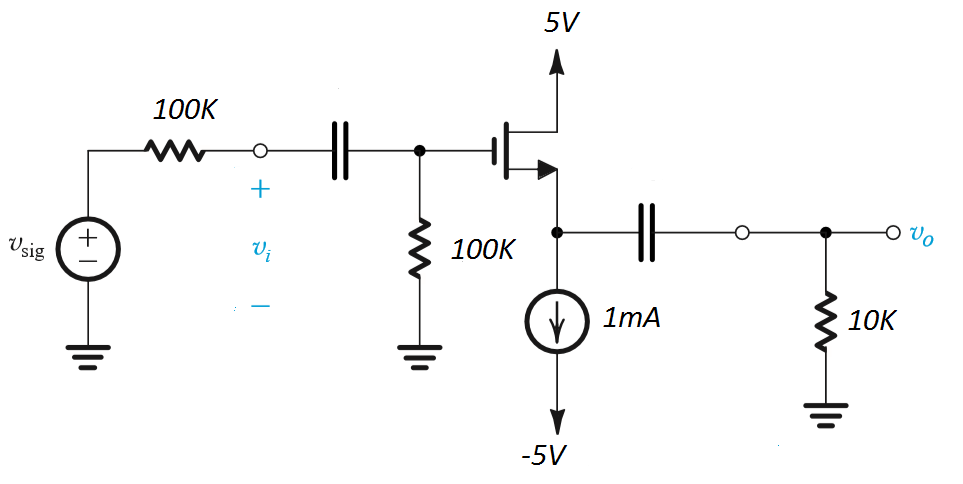 5V
100K
+
v_i
−
v_sig
+
−
100K
v_o
1mA
10K
-5V